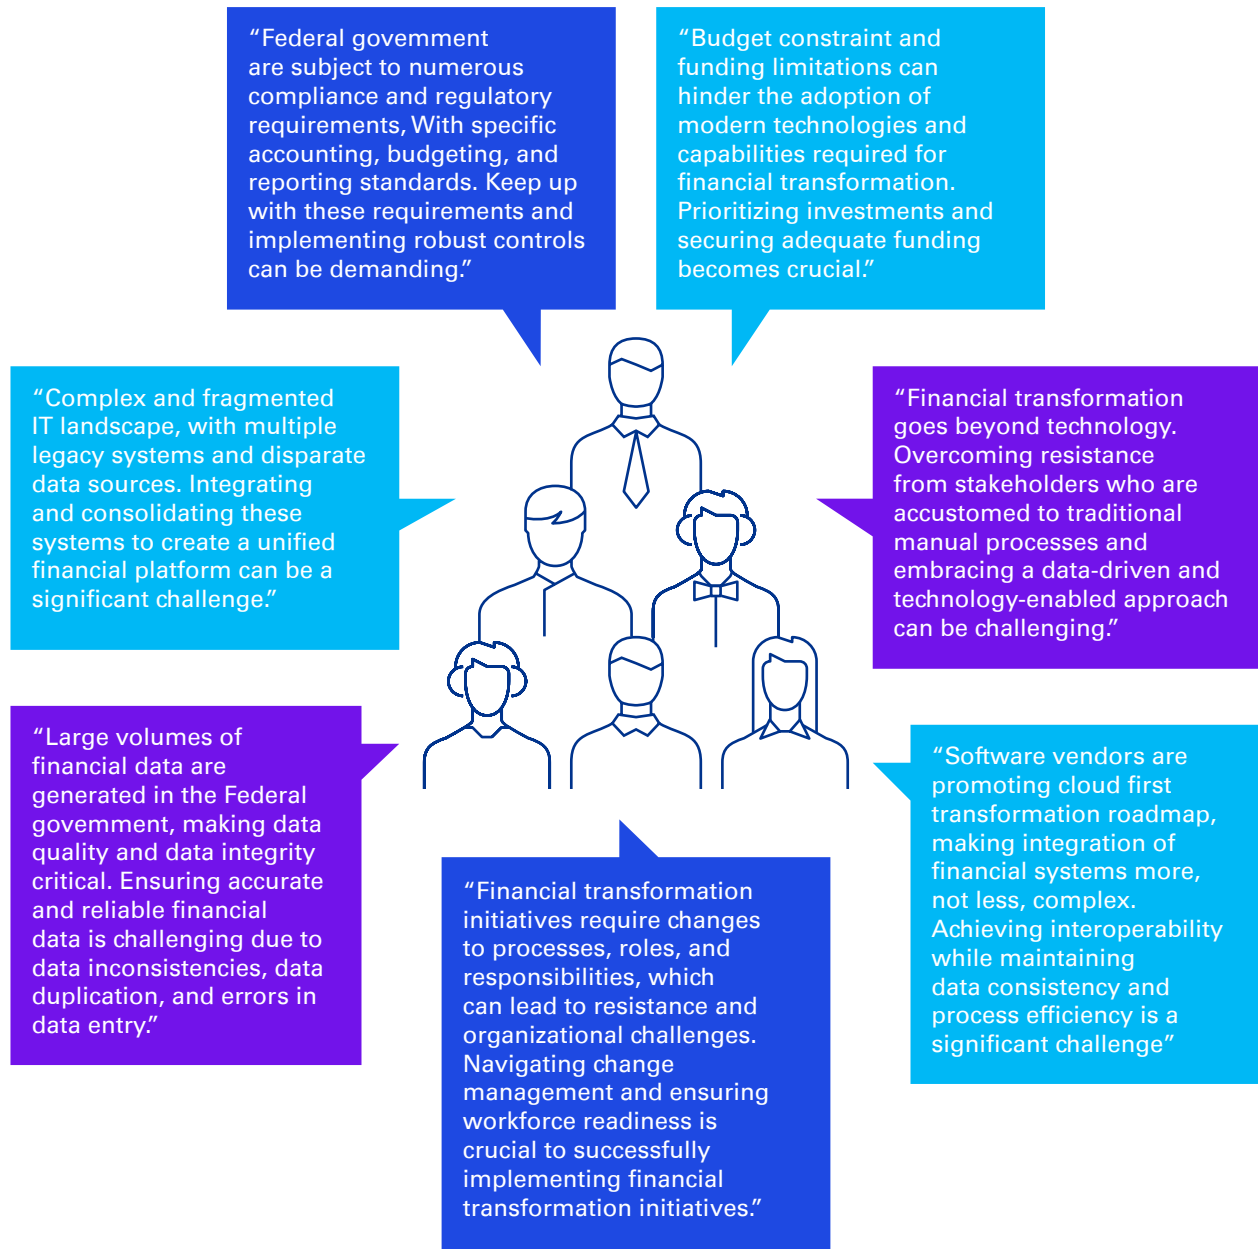 “Federal govemment
are subject to numerous
compliance and regulatory
requirements, With specific
accounting, budgeting, and
reporting standards. Keep up
with these requirements and
implementing robust controls
can be demanding.”
“Budget constraint and
funding limitations can
hinder the adoption of
modern technologies and
capabilities required for
financial transformation.
Prioritizing investments and
securing adequate funding
becomes crucial.”
“Complex and fragmented
IT landscape, with multiple
legacy systems and disparate
data sources. Integrating
and consolidating these
systems to create a unified
financial platform can be a
significant challenge.”
“Financial transformation
goes beyond technology.
Overcoming resistance
from stakeholders who are
accustomed to traditional
manual processes and
embracing a data-driven and
technology-enabled approach
can be challenging.”
“Large volumes of
financial data are
generated in the Federal
govemment, making data
quality and data integrity
critical. Ensuring accurate
and reliable financial
data is challenging due to
data inconsistencies, data
duplication, and errors in
data entry.”
“Software vendors are
promoting cloud first
transformation roadmap,
making integration of
financial systems more,
not less, complex.
Achieving interoperability
while maintaining
data consistency and
process efficiency is a
significant challenge”
“Financial transformation
initiatives require changes
to processes, roles, and
responsibilities, which
can lead to resistance and
organizational challenges.
Navigating change
management and ensuring
workforce readiness is
crucial to successfully
implementing financial
transformation initiatives.”